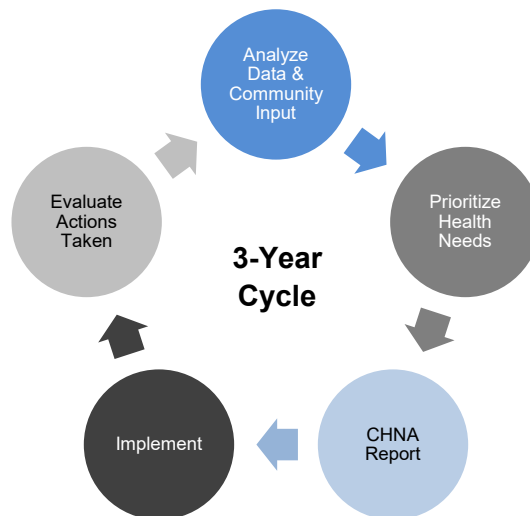 Analyze
Data &
Community
Input
Prioritize
Health
Needs
CHNA
Report
Implement
Evaluate
Actions
Taken
3-Year
Cycle